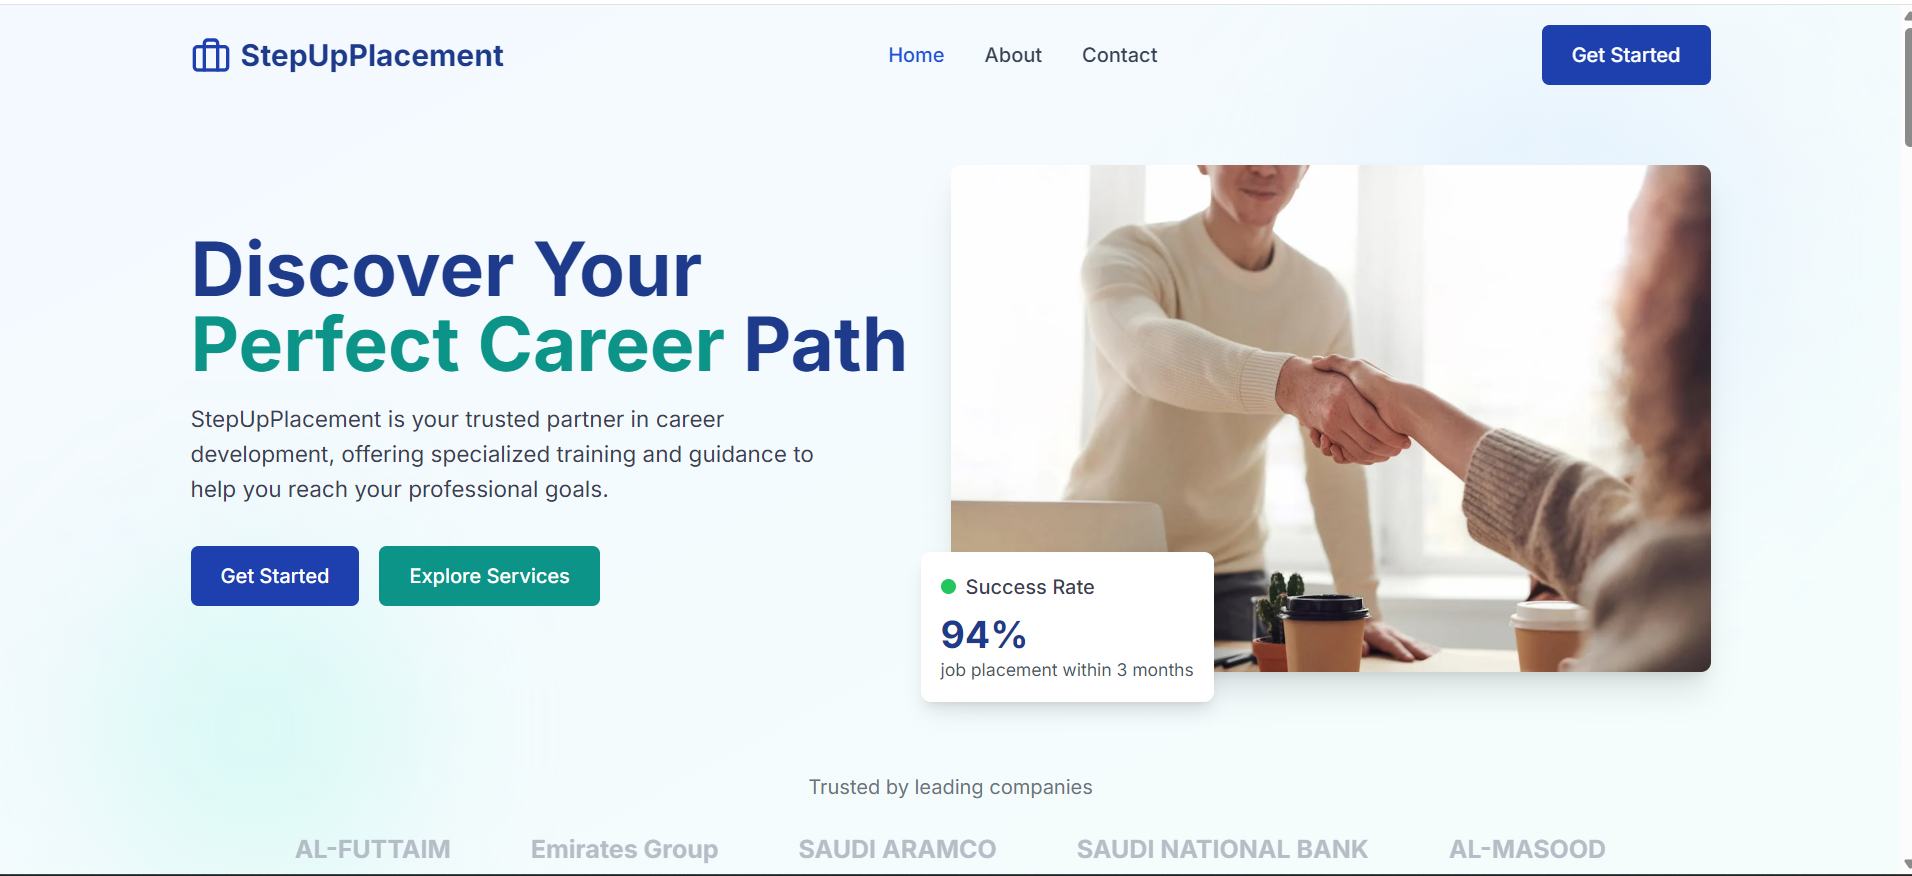 StepUpPlacement
Home
About
Contact
Get Started
Discover Your
Perfect Career Path
StepUpPlacement is your trusted partner in career
development, offering specialized training and guidance to
help you reach your professional goals.
Get Started
Explore Services
Success Rate
94%
job placement within 3 months
Trusted by leading companies
AL-FUTTAIM
Emirates Group
SAUDI ARAMCO
SAUDI NATIONAL BANK
AL-MASOOD